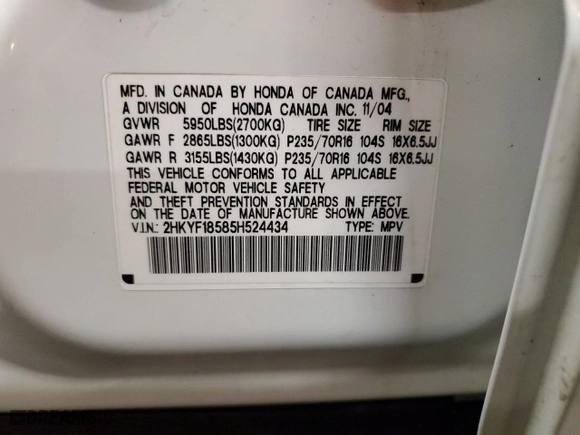 MFD. IN CANADA BY HONDA OF CANADA MFG.,
A DIVISION OF HONDA CANADA INC. 11/04
GVWR 5950LBS(2700KG) TIRE SIZE RIM SIZE
GAWR F 2865LBS(1300KG) P235/70R16 104S 16X6.5JJ
GAWR R 3155LBS(1430KG) P235/70R16 104S 16X6.5JJ
THIS VEHICLE CONFORMS TO ALL APPLICABLE
FEDERAL MOTOR VEHICLE SAFETY
AND THEFT PREVENTION STANDARDS IN EFFECT
ON THE DATE OF MANUFACTURE SHOWN ABOVE.
V.I.N.: 2HKYF18585H524434 TYPE: MPV